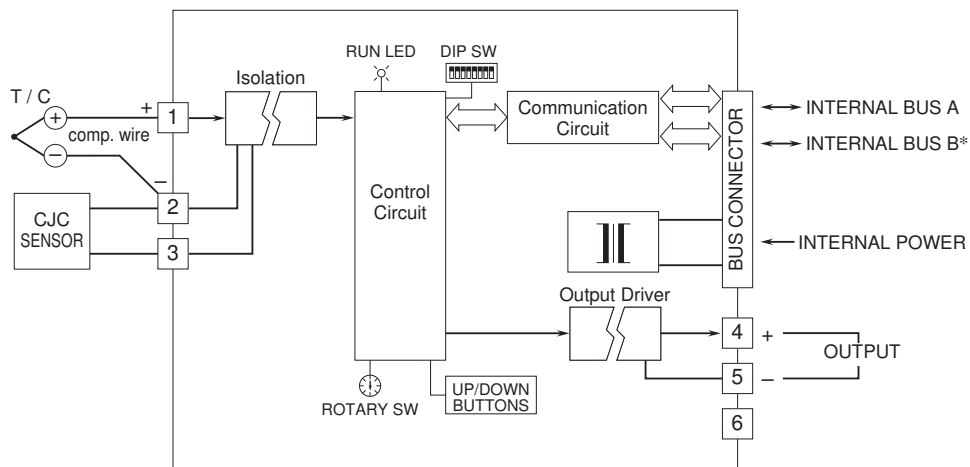 RUN LED
DIP SW
Isolation
T / C
+
+
1
comp. wire
−
−
2
CJC
SENSOR
3
Control
Circuit
Communication
Circuit
BUS CONNECTOR
INTERNAL BUS A
INTERNAL BUS B*
INTERNAL POWER
Output Driver
4
+
OUTPUT
5
−
6
ROTARY SW
UP/DOWN
BUTTONS